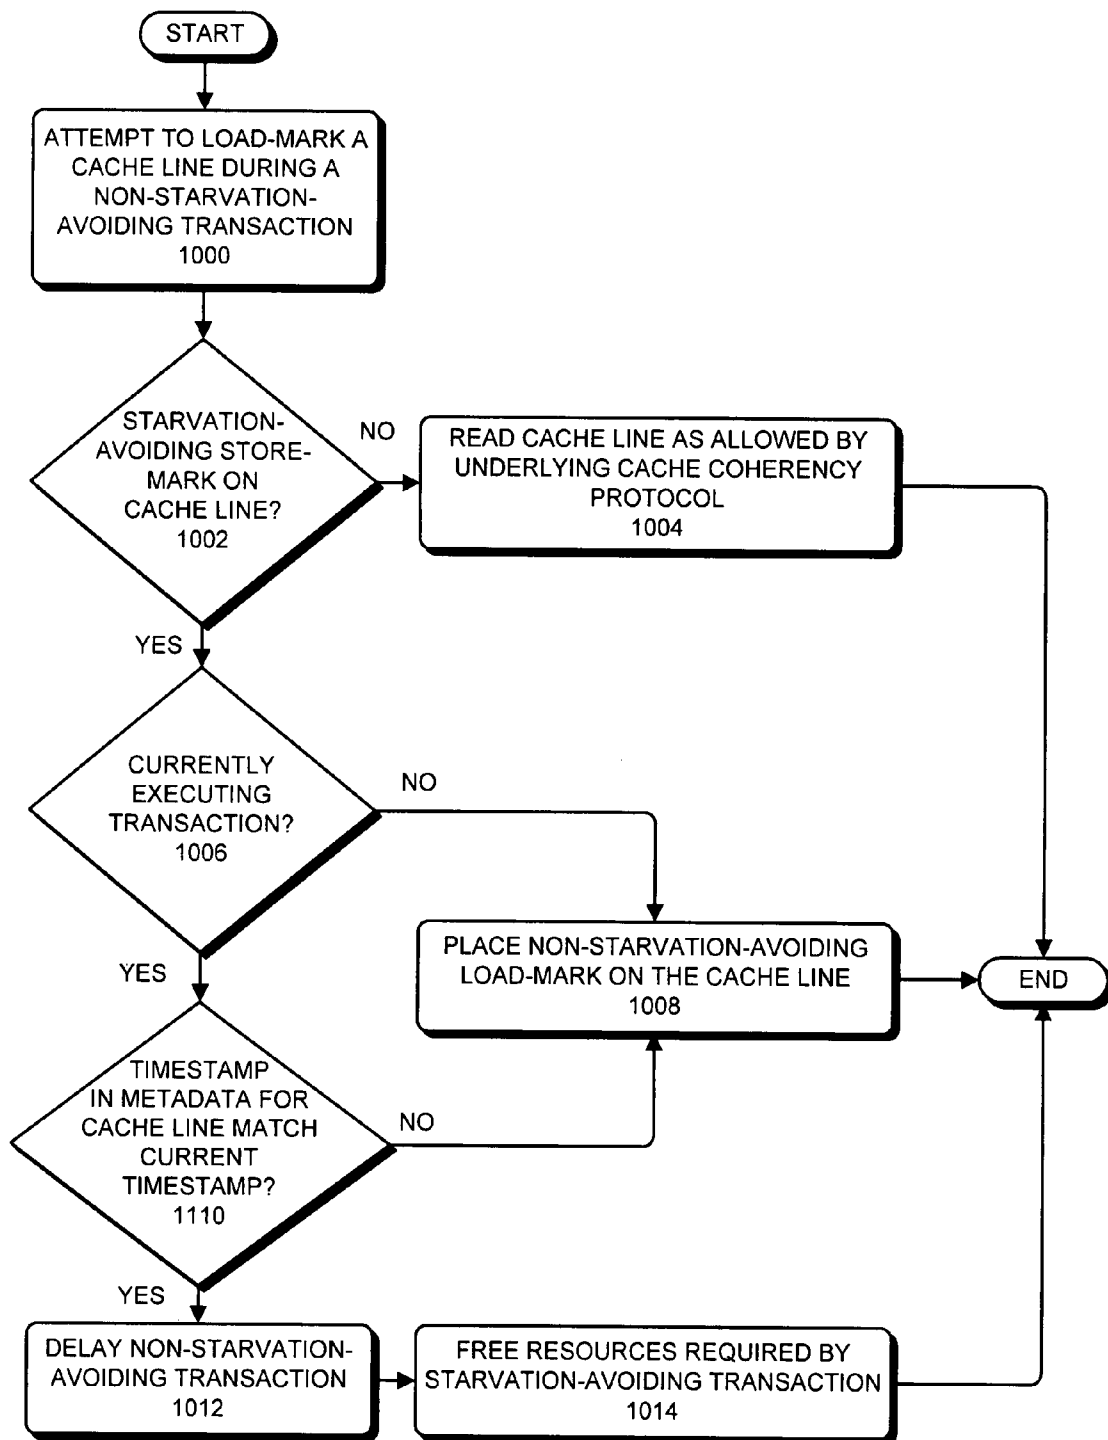 START
ATTEMPT TO LOAD-MARK A
CACHE LINE DURING A
NON-STARVATION-
AVOIDING TRANSACTION
1000
STARVATION-
AVOIDING STORE-
MARK ON
CACHE LINE?
1002
NO
READ CACHE LINE AS ALLOWED BY
UNDERLYING CACHE COHERENCY
PROTOCOL
1004
YES
CURRENTLY
EXECUTING
TRANSACTION?
1006
NO
PLACE NON-STARVATION-AVOIDING
LOAD-MARK ON THE CACHE LINE
1008
END
YES
TIMESTAMP
IN METADATA FOR
CACHE LINE MATCH
CURRENT
TIMESTAMP?
1110
NO
YES
DELAY NON-STARVATION-
AVOIDING TRANSACTION
1012
FREE RESOURCES REQUIRED BY
STARVATION-AVOIDING TRANSACTION
1014